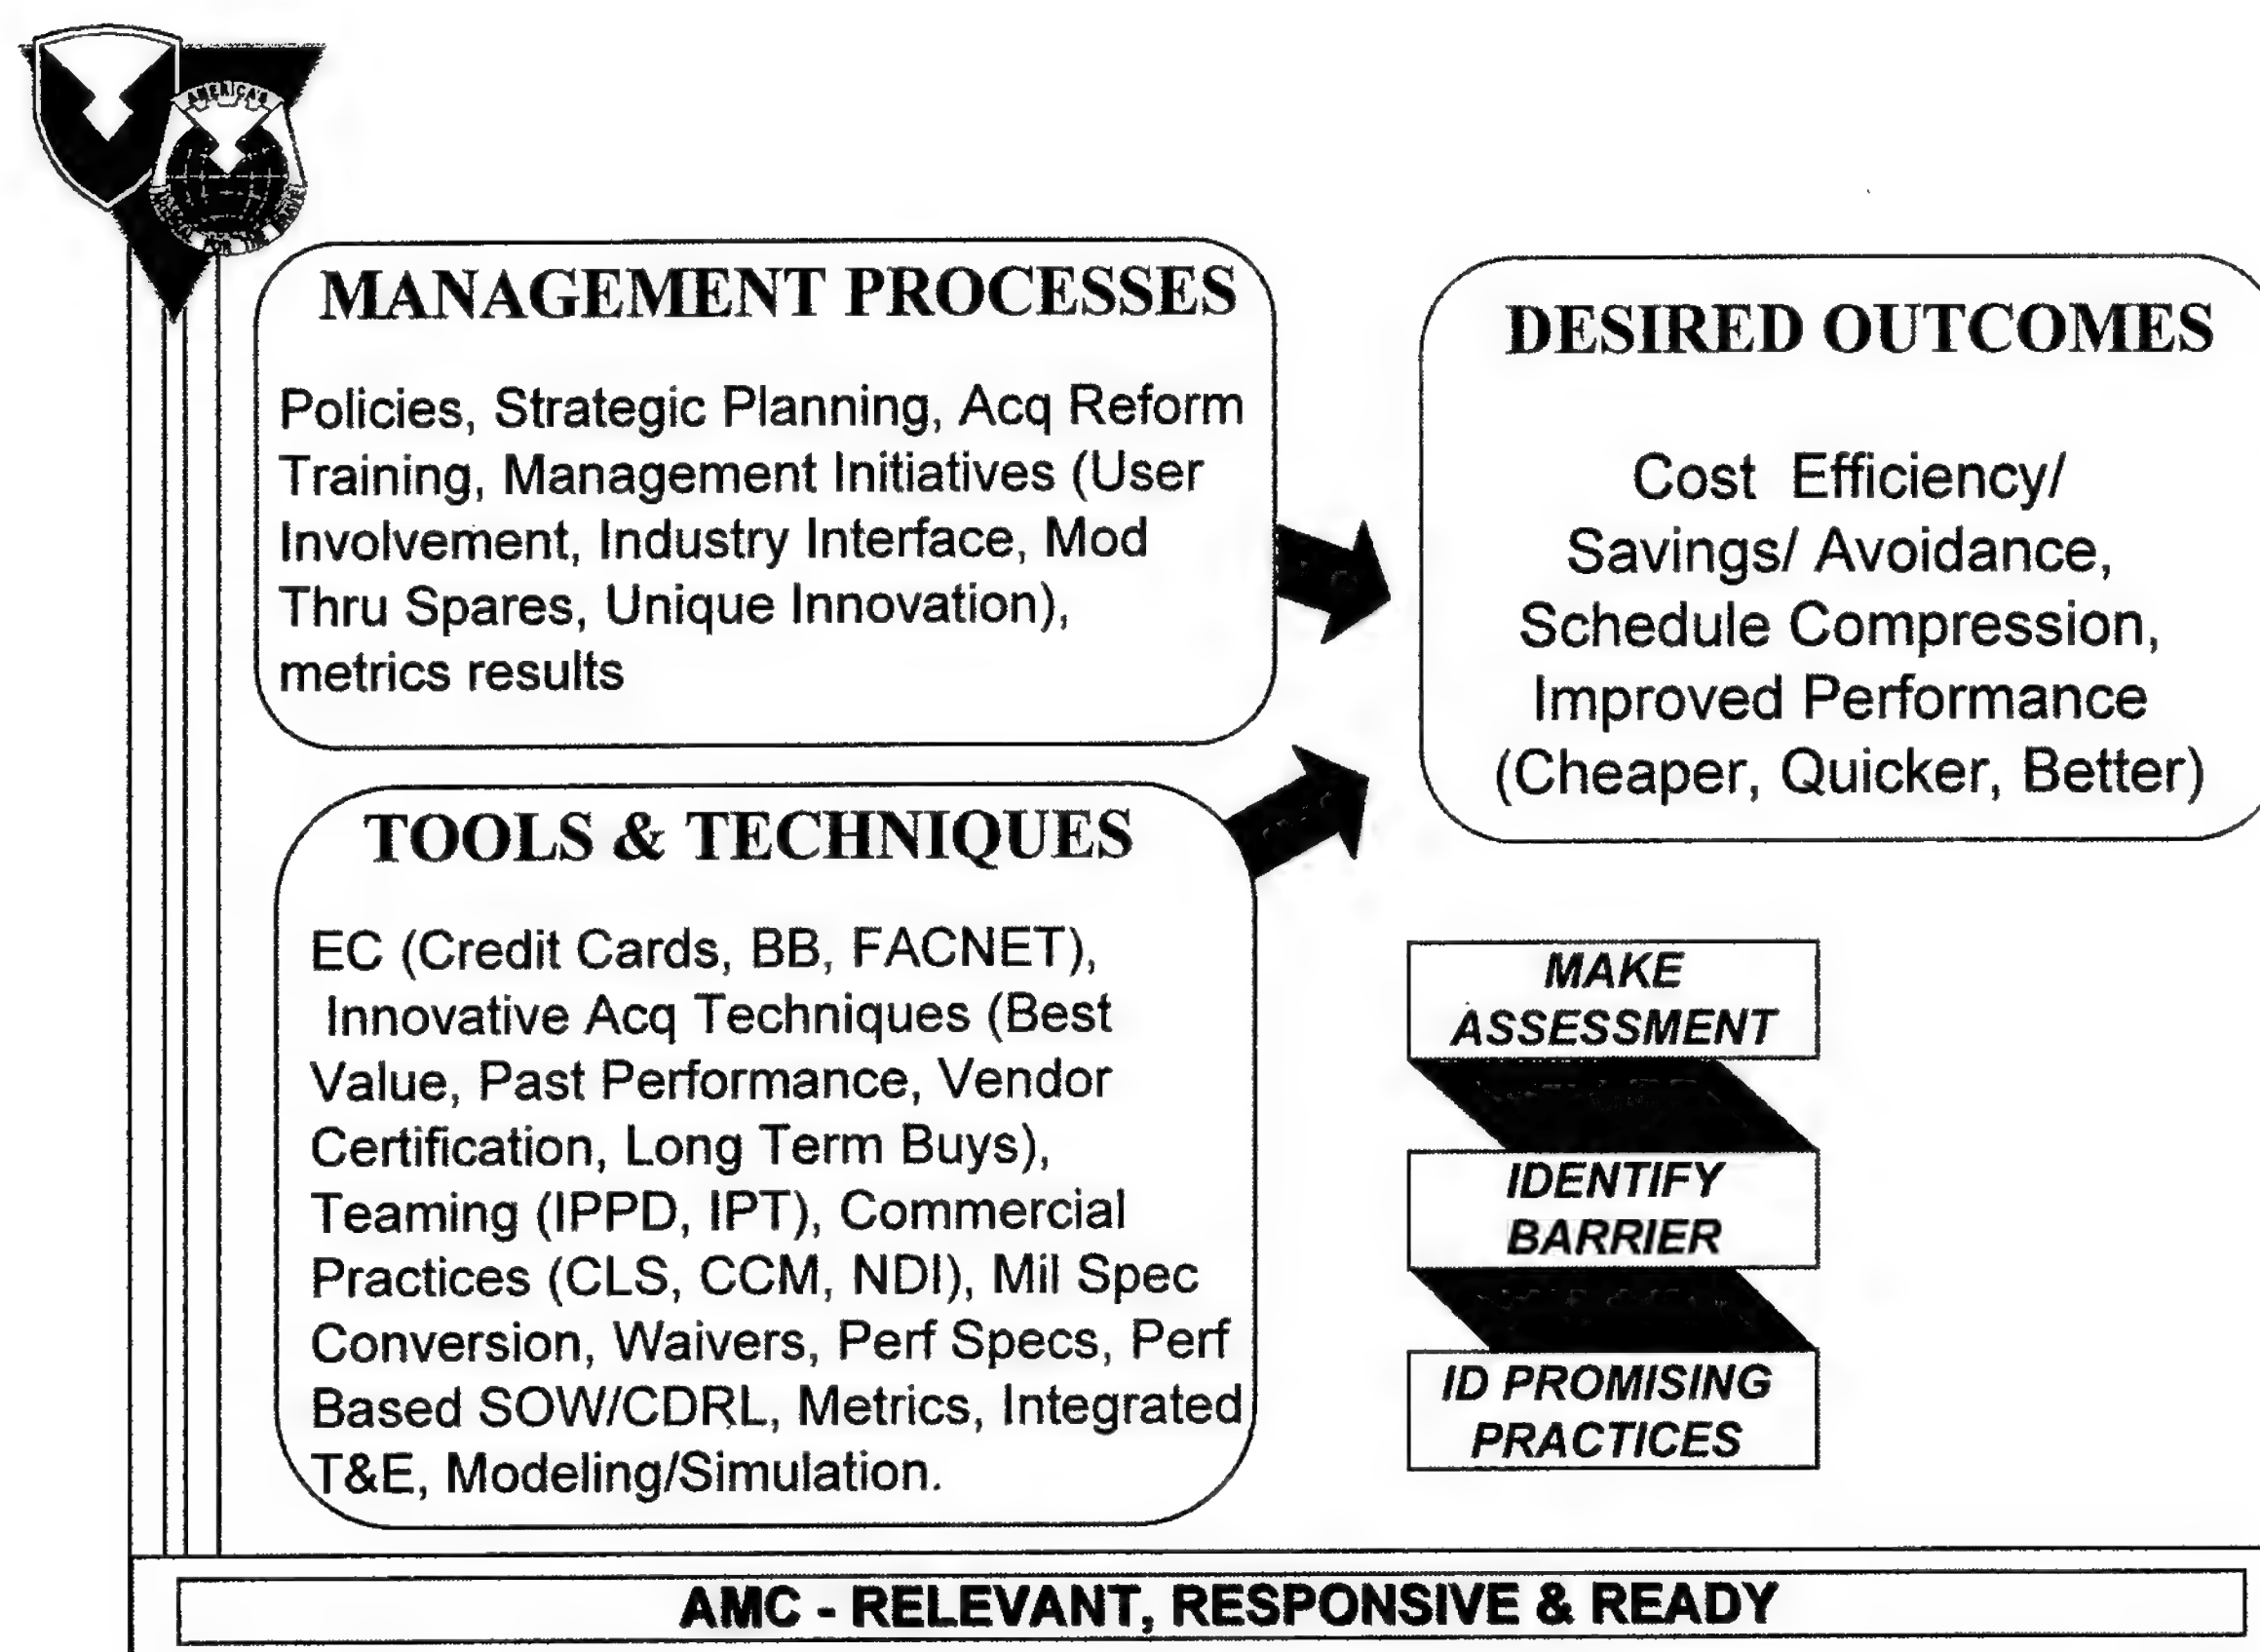 AMERICA'S
FOR THE
MANAGEMENT PROCESSES
Policies, Strategic Planning, Acq Reform
Training, Management Initiatives (User
Involvement, Industry Interface, Mod
Thru Spares, Unique Innovation),
metrics results
DESIRED OUTCOMES
Cost Efficiency/
Savings/ Avoidance,
Schedule Compression,
Improved Performance
(Cheaper, Quicker, Better)
TOOLS & TECHNIQUES
EC (Credit Cards, BB, FACNET),
Innovative Acq Techniques (Best
Value, Past Performance, Vendor
Certification, Long Term Buys),
Teaming (IPPD, IPT), Commercial
Practices (CLS, CCM, NDI), Mil Spec
Conversion, Waivers, Perf Specs, Perf
Based SOW/CDRL, Metrics, Integrated
T&E, Modeling/Simulation.
MAKE
ASSESSMENT
IDENTIFY
BARRIER
ID PROMISING
PRACTICES
AMC - RELEVANT, RESPONSIVE & READY